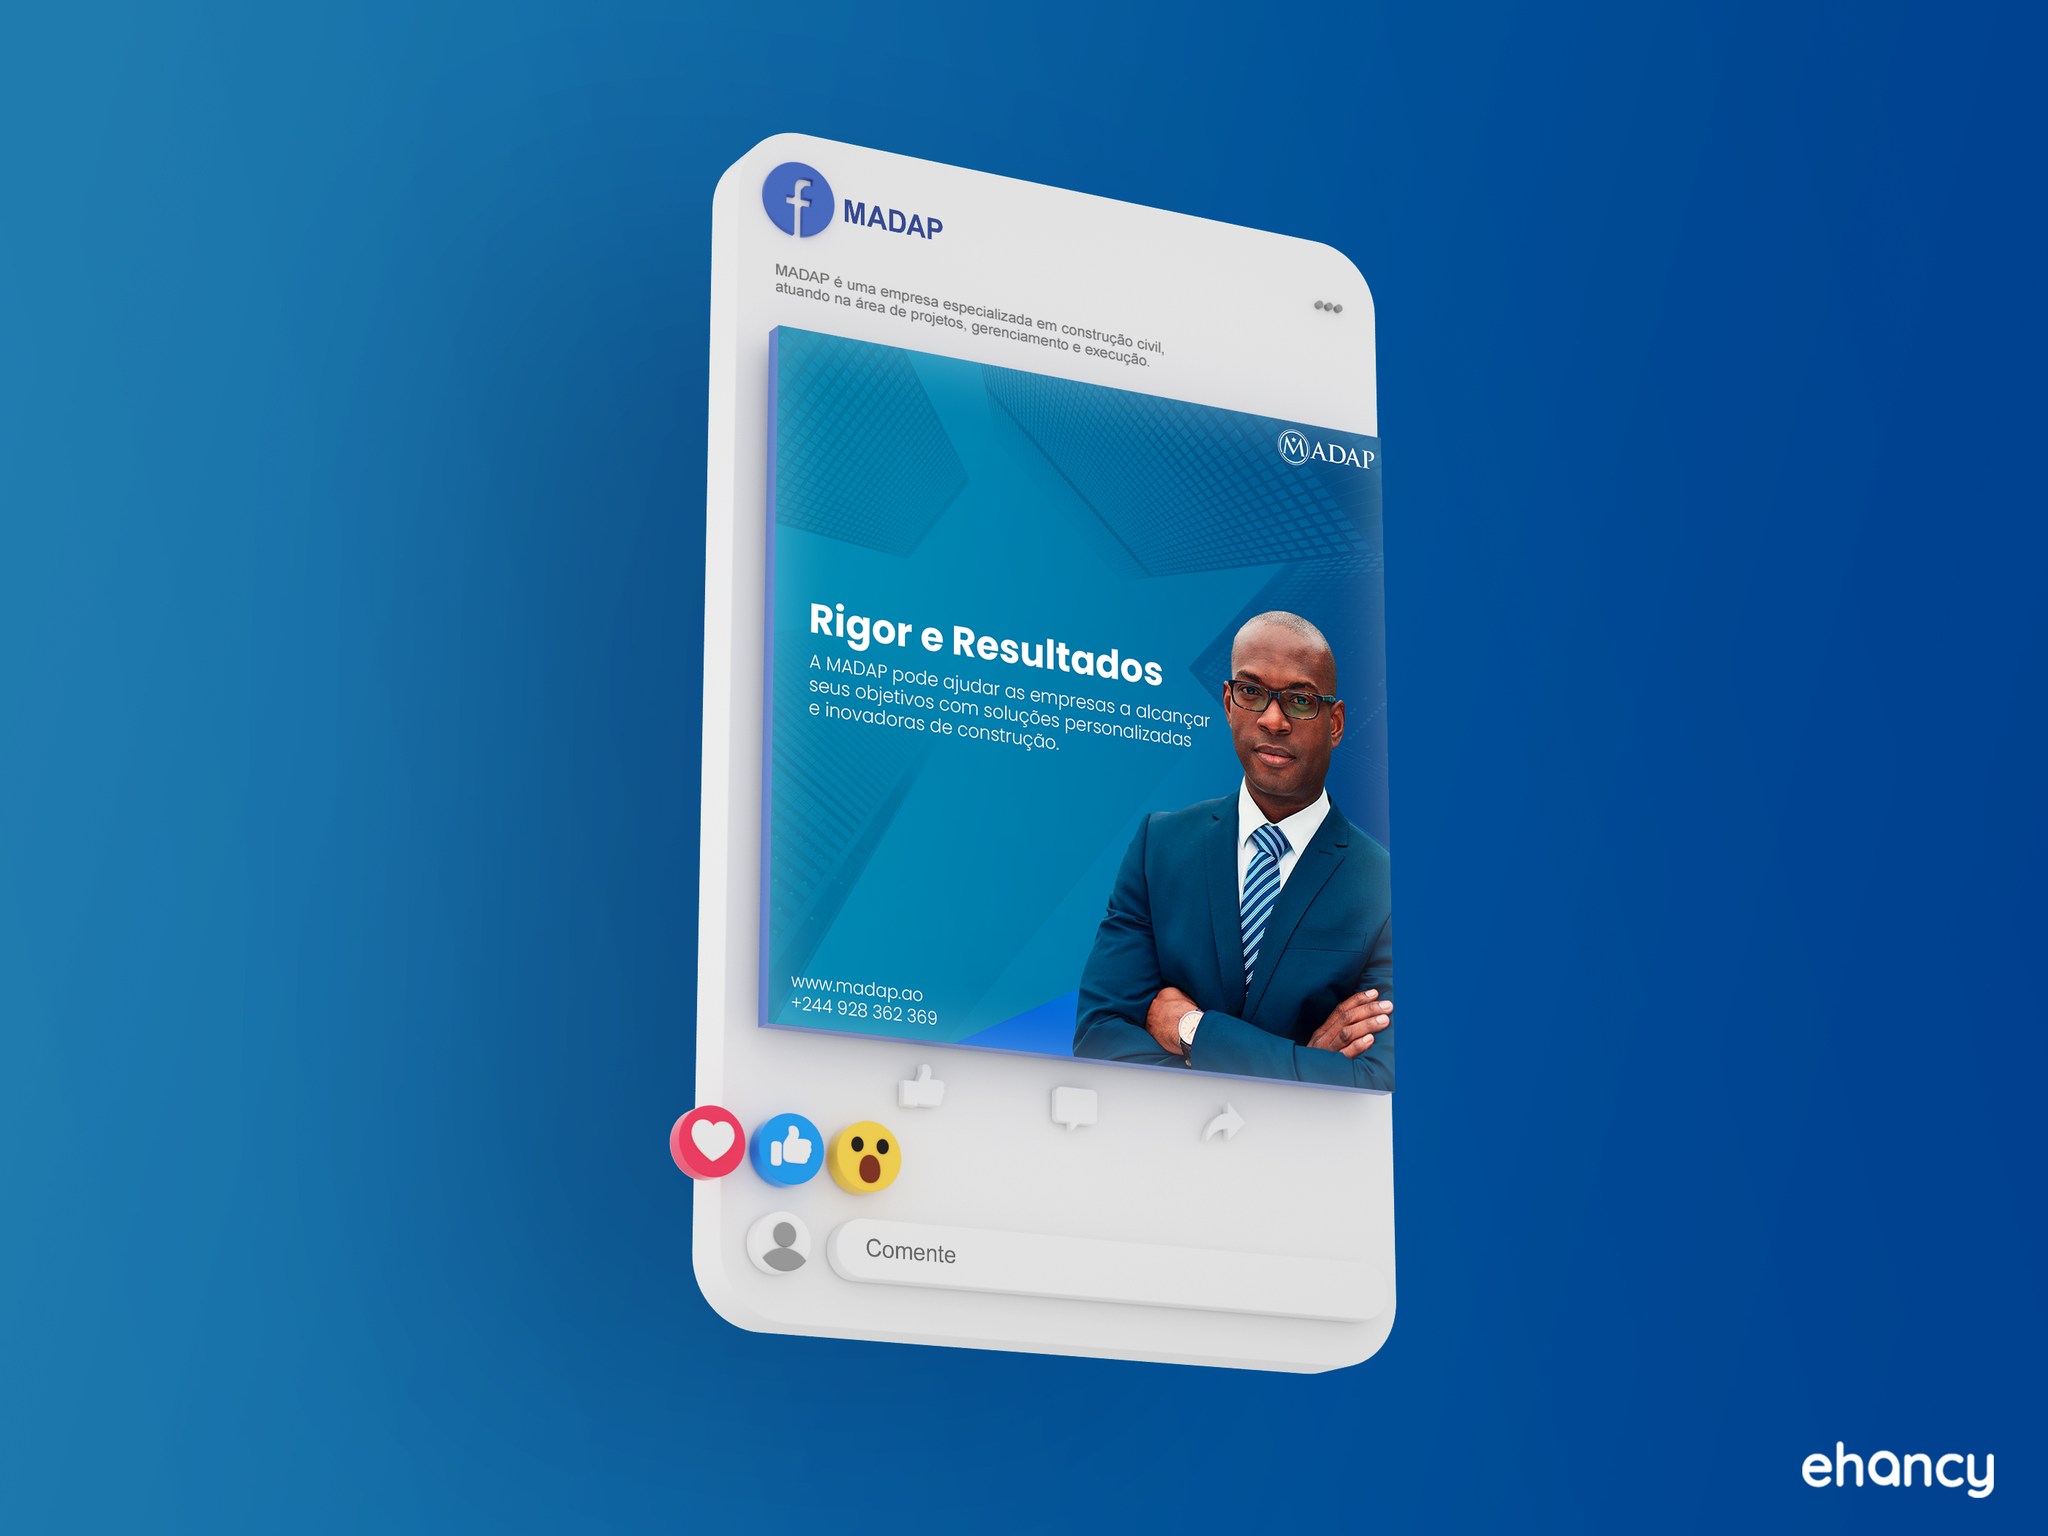 MADAP
MADAP é uma empresa especializada em construção civil,
atuando na área de projetos, gerenciamento e execução.
MADAP
Rigor e Resultados
A MADAP pode ajudar as empresas a alcançar
seus objetivos com soluções personalizadas
e inovadoras de construção.
www.madap.ao
+244 928 362 369
Comente
ehancy